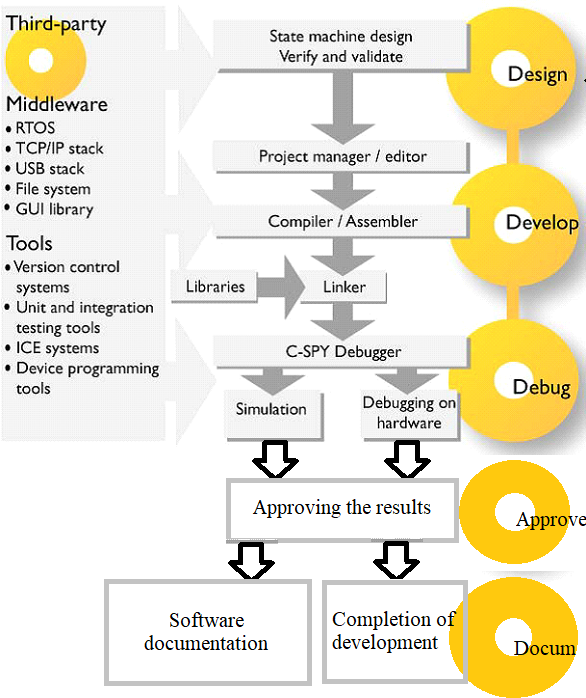 Third-party
Middleware
• RTOS
• TCP/IP stack
• USB stack
• File system
• GUI library
Tools
• Version control
systems
• Unit and integration
testing tools
• ICE systems
• Device programming
tools
State machine design
Verify and validate
Design
Project manager / editor
Compiler / Assembler
Develop
Libraries
Linker
C-SPY Debugger
Debug
Simulation
Debugging on
hardware
Approving the results
Approve
Software
documentation
Completion of
development
Docum